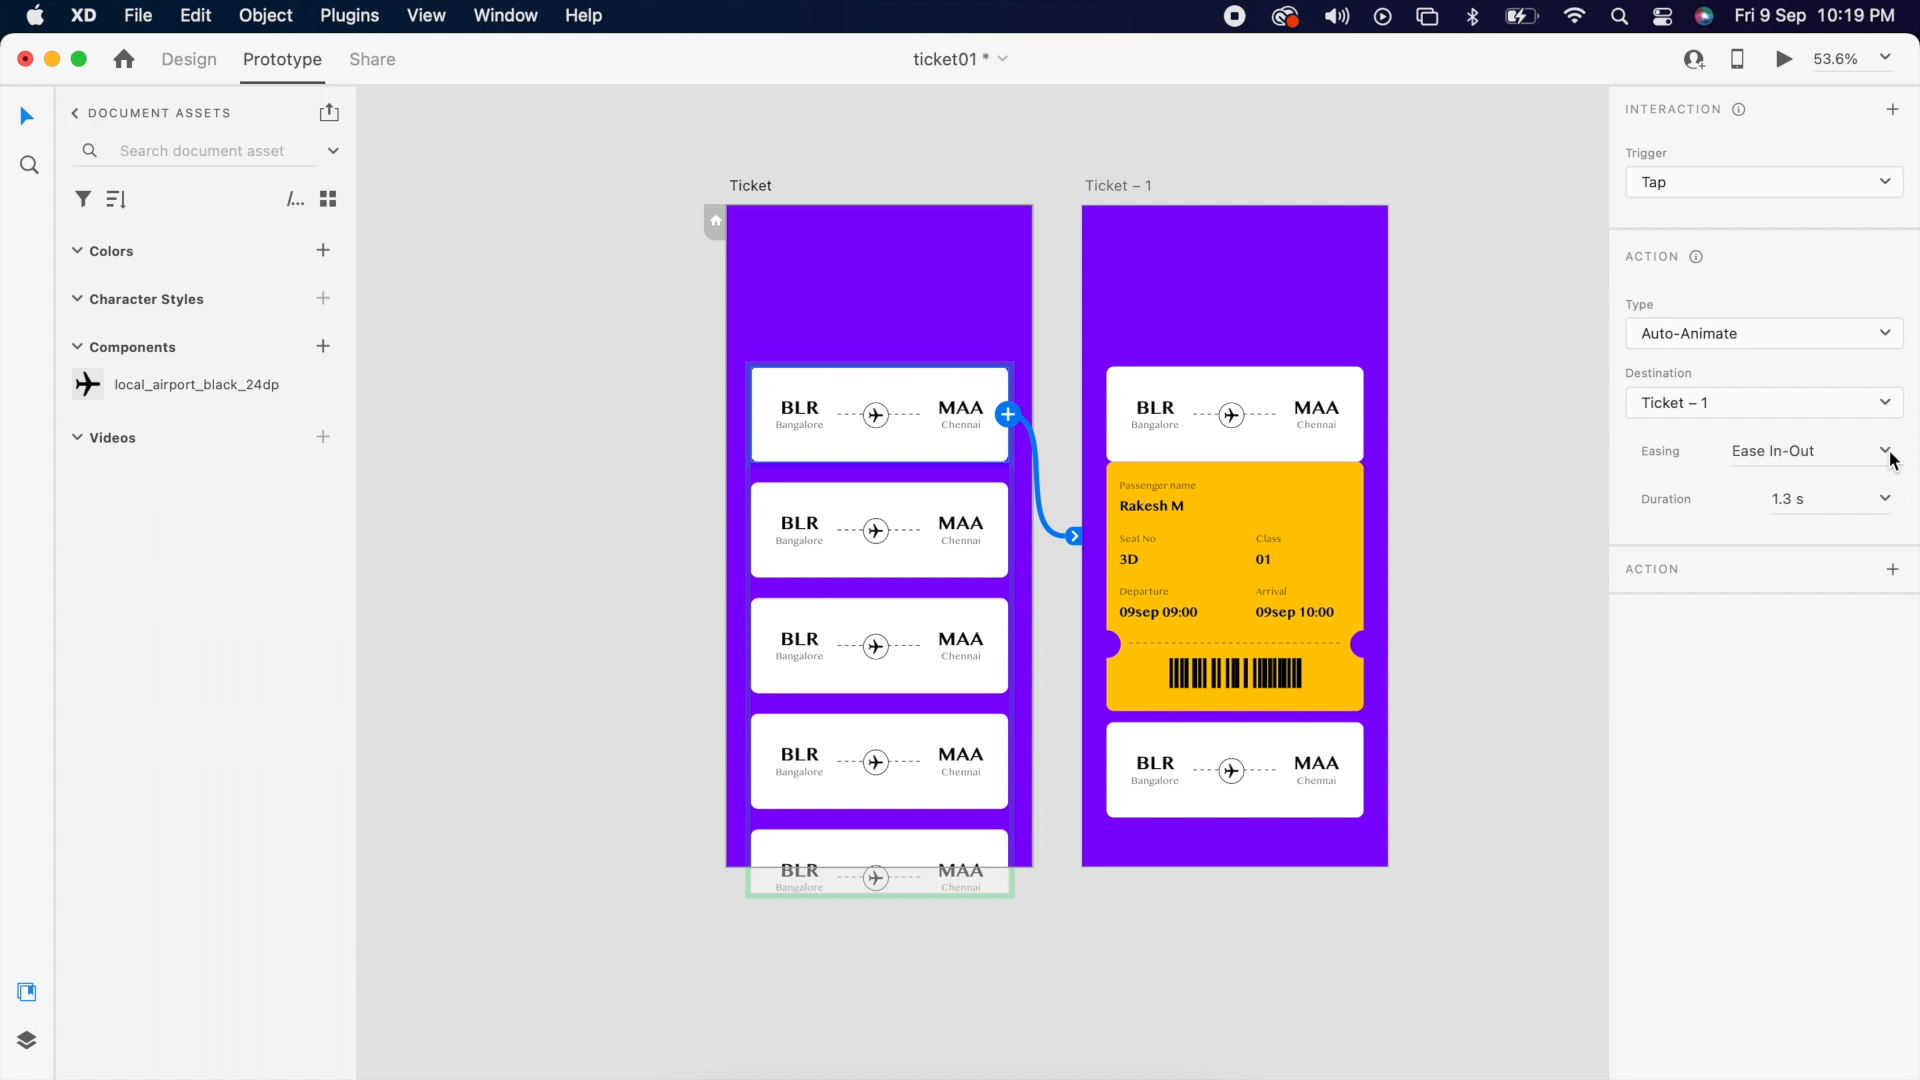 XD File Edit Object Plugins View Window Help Fri 9 Sep 10:19 PM
Design Prototype Share ticket01 * 53.6%
DOCUMENT ASSETS
Search document asset
/...
Colors
Character Styles
Components
local_airport_black_24dp
Videos
Ticket
BLR MAA
Bangalore Chennai
BLR MAA
Bangalore Chennai
BLR MAA
Bangalore Chennai
BLR MAA
Bangalore Chennai
BLR MAA
Bangalore Chennai
Ticket – 1
BLR MAA
Bangalore Chennai
Passenger name
Rakesh M
Seat No Class
3D 01
Departure Arrival
09sep 09:00 09sep 10:00
BLR MAA
Bangalore Chennai
INTERACTION
Trigger
Tap
ACTION
Type
Auto-Animate
Destination
Ticket – 1
Easing Ease In-Out
Duration 1.3 s
ACTION